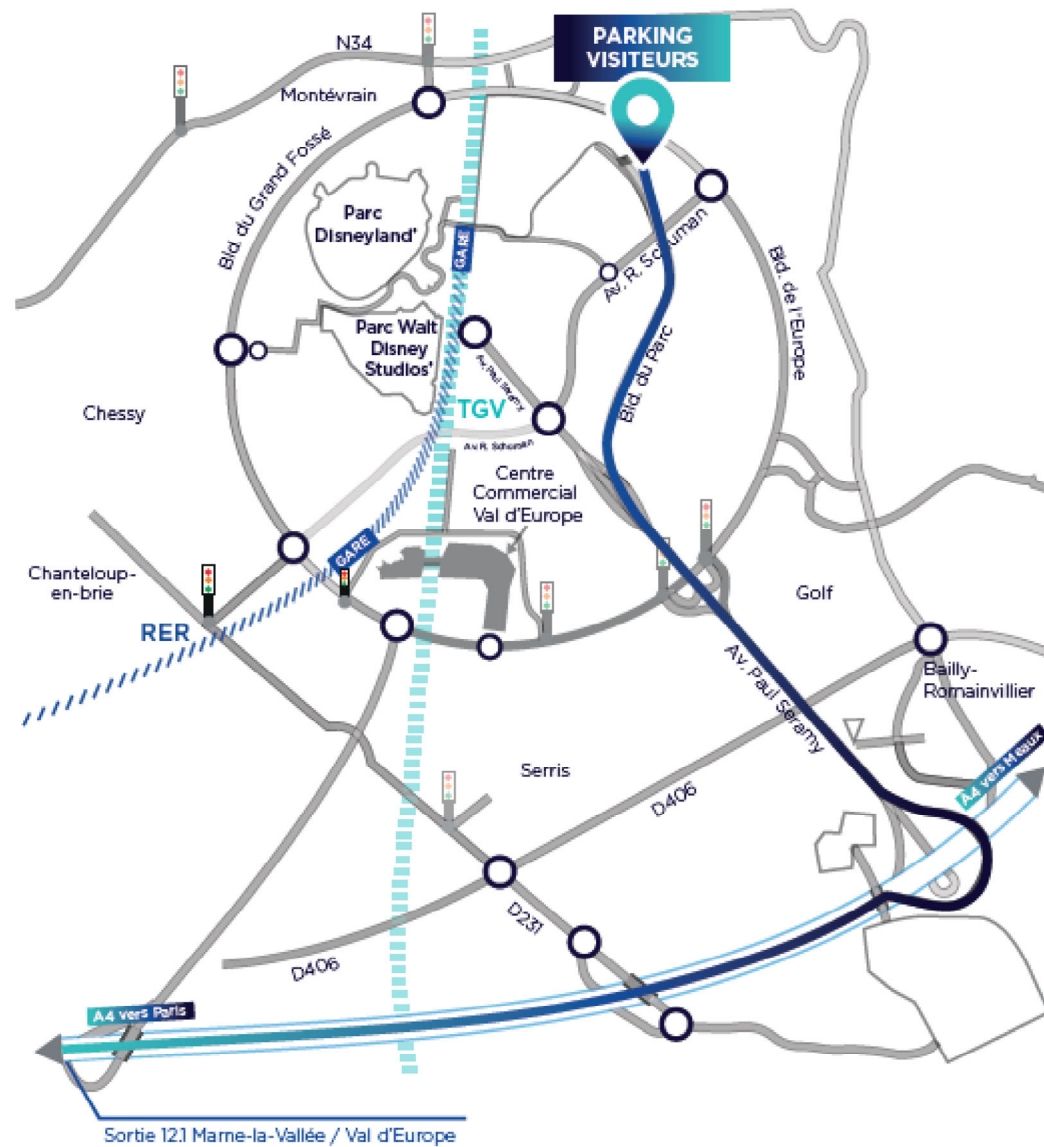 PARKING
VISITEURS
N34
Montévrain
Bld. du Grand Fossé
Parc
Disneyland'
GARE
Av. R. Schuman
Bld. de l'Europe
Parc Walt
Disney
Studios'
Av. Paul Séramy
Bld. du Parc
Chessy
TGV
Av. R. Schuman
Centre
Commercial
Val d'Europe
GARE
Chanteloup-
en-brie
RER
Golf
Bailly-
Romainvillier
Av. Paul Séramy
A4 vers Meaux
Serris
D406
D231
D406
A4 vers Paris
Sortie 12.1 Marne-la-Vallée / Val d'Europe